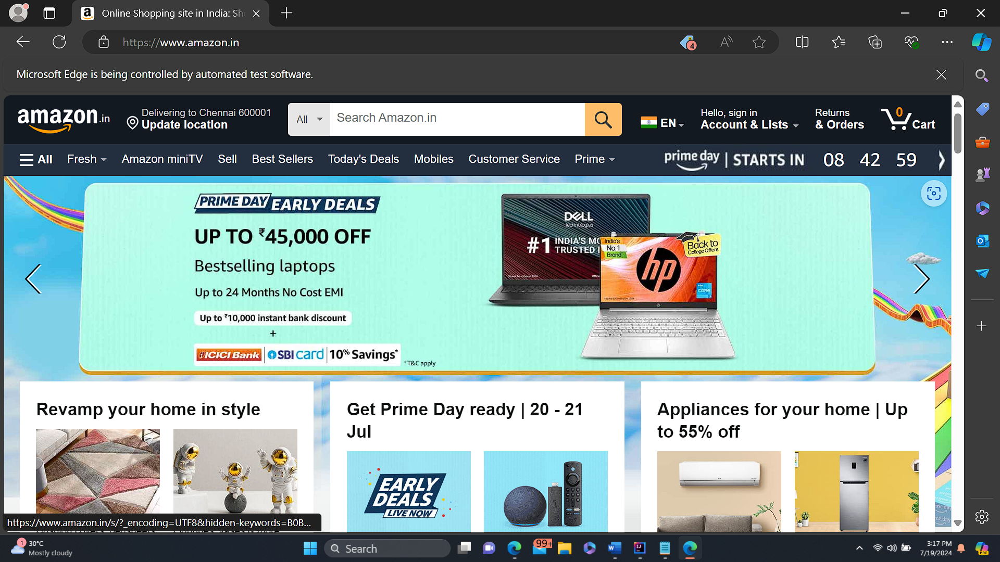 Online Shopping site in India: Sh
https://www.amazon.in
4
Microsoft Edge is being controlled by automated test software.
amazon.in
Delivering to Chennai 600001
Update location
All
Search Amazon.in
EN
Hello, sign in
Account & Lists
Returns
& Orders
0
Cart
All
Fresh
Amazon miniTV
Sell
Best Sellers
Today's Deals
Mobiles
Customer Service
Prime
prime day | STARTS IN 08 42 59
PRIME DAY EARLY DEALS
UP TO ₹45,000 OFF
Bestselling laptops
Up to 24 Months No Cost EMI
Up to ₹10,000 instant bank discount
+
ICICI Bank | SBI card | 10% Savings*
#T&C apply
DELL
Technologies
#1 INDIA'S
TRUSTED
India's
No.1
Brand*
Back to
College Offers
hp
intel
CORE
Revamp your home in style
Get Prime Day ready | 20 - 21
Jul
EARLY
DEALS
LIVE NOW
Appliances for your home | Up
to 55% off
https://www.amazon.in/s/?_encoding=UTF8&hidden-keywords=B0B...
1
30°C
Mostly cloudy
Search
99+
3:17 PM
7/19/2024
PRE